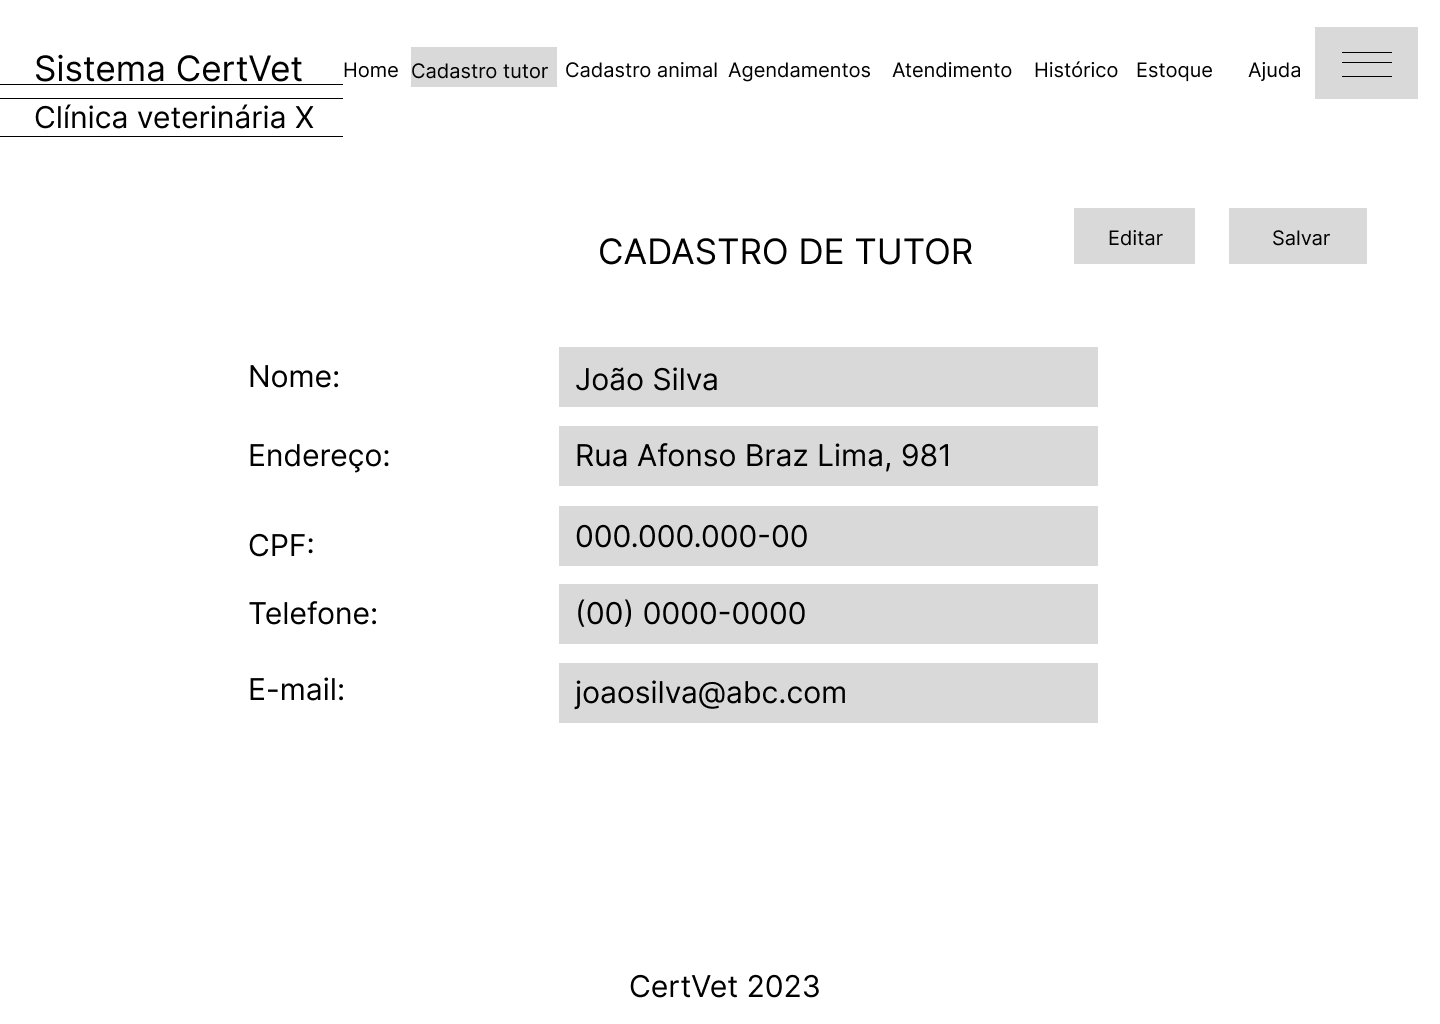 Sistema CertVet
Home Cadastro tutor Cadastro animal Agendamentos Atendimento Histórico Estoque Ajuda
Clínica veterinária X
CADASTRO DE TUTOR
Editar
Salvar
Nome: João Silva
Endereço: Rua Afonso Braz Lima, 981
CPF: 000.000.000-00
Telefone: (00) 0000-0000
E-mail: joaosilva@abc.com
CertVet 2023